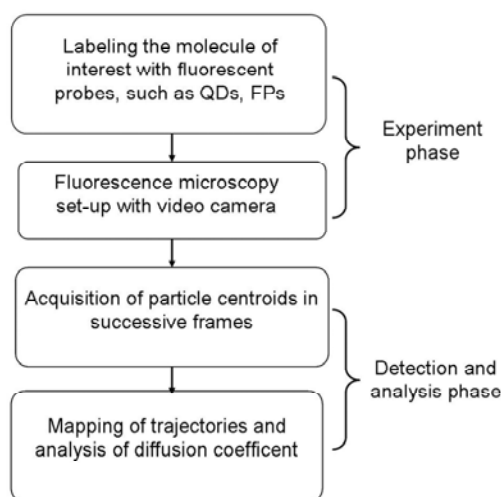 Labeling the molecule of
interest with fluorescent
probes, such as QDs, FPs
Experiment
phase
Fluorescence microscopy
set-up with video camera
Acquisition of particle centroids in
successive frames
Detection and
analysis phase
Mapping of trajectories and
analysis of diffusion coefficent